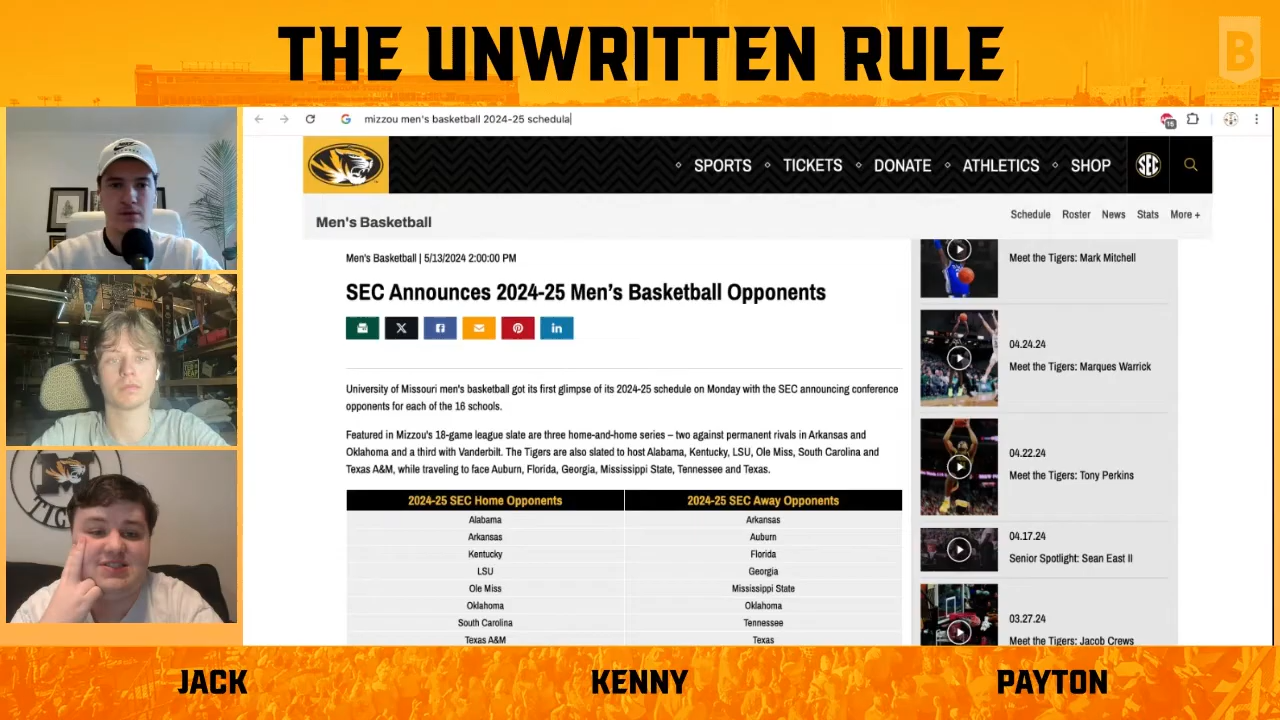 THE UNWRITTEN RULE
B
mizzou men's basketball 2024-25 schedula
15
SPORTS
TICKETS
DONATE
ATHLETICS
SHOP
SEC
Men's Basketball
Schedule
Roster
News
Stats
More +
Men's Basketball | 5/13/2024 2:00:00 PM
SEC Announces 2024-25 Men's Basketball Opponents
University of Missouri men's basketball got its first glimpse of its 2024-25 schedule on Monday with the SEC announcing conference
opponents for each of the 16 schools.
Featured in Mizzou's 18-game league slate are three home-and-home series – two against permanent rivals in Arkansas and
Oklahoma and a third with Vanderbilt. The Tigers are also slated to host Alabama, Kentucky, LSU, Ole Miss, South Carolina and
Texas A&M, while traveling to face Auburn, Florida, Georgia, Mississippi State, Tennessee and Texas.
2024-25 SEC Home Opponents
2024-25 SEC Away Opponents
Alabama
Arkansas
Arkansas
Auburn
Kentucky
Florida
LSU
Georgia
Ole Miss
Mississippi State
Oklahoma
Oklahoma
South Carolina
Tennessee
Texas A&M
Texas
Meet the Tigers: Mark Mitchell
04.24.24
Meet the Tigers: Marques Warrick
04.22.24
Meet the Tigers: Tony Perkins
04.17.24
Senior Spotlight: Sean East II
03.27.24
Meet the Tigers: Jacob Crews
JACK
KENNY
PAYTON